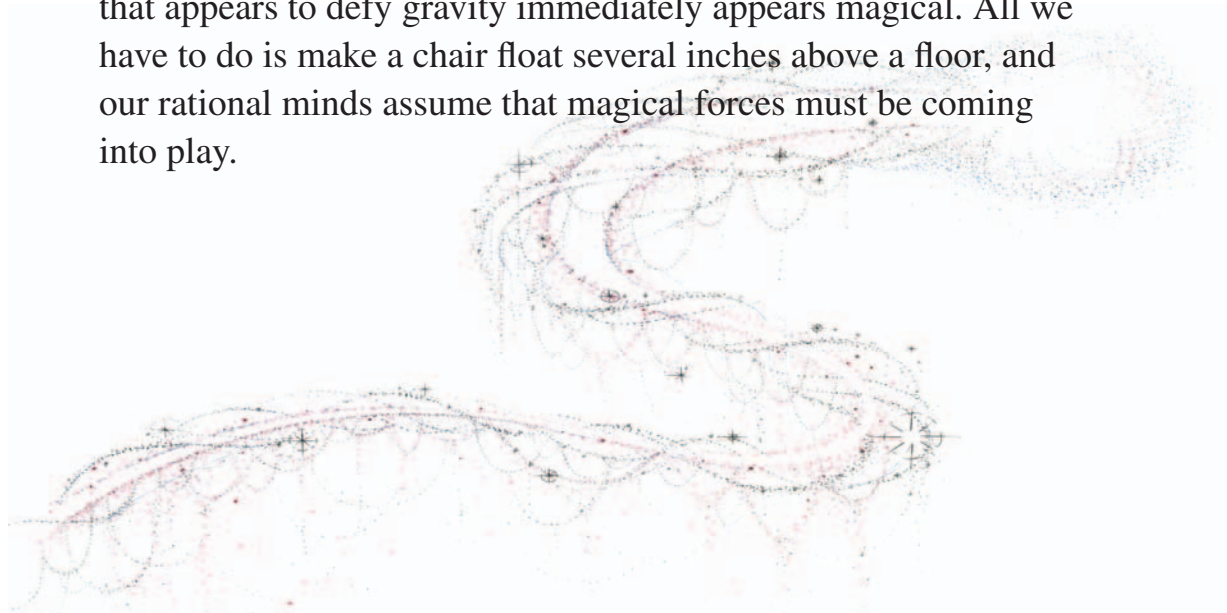 that appears to defy gravity immediately appears magical. All we
have to do is make a chair float several inches above a floor, and
our rational minds assume that magical forces must be coming
into play.